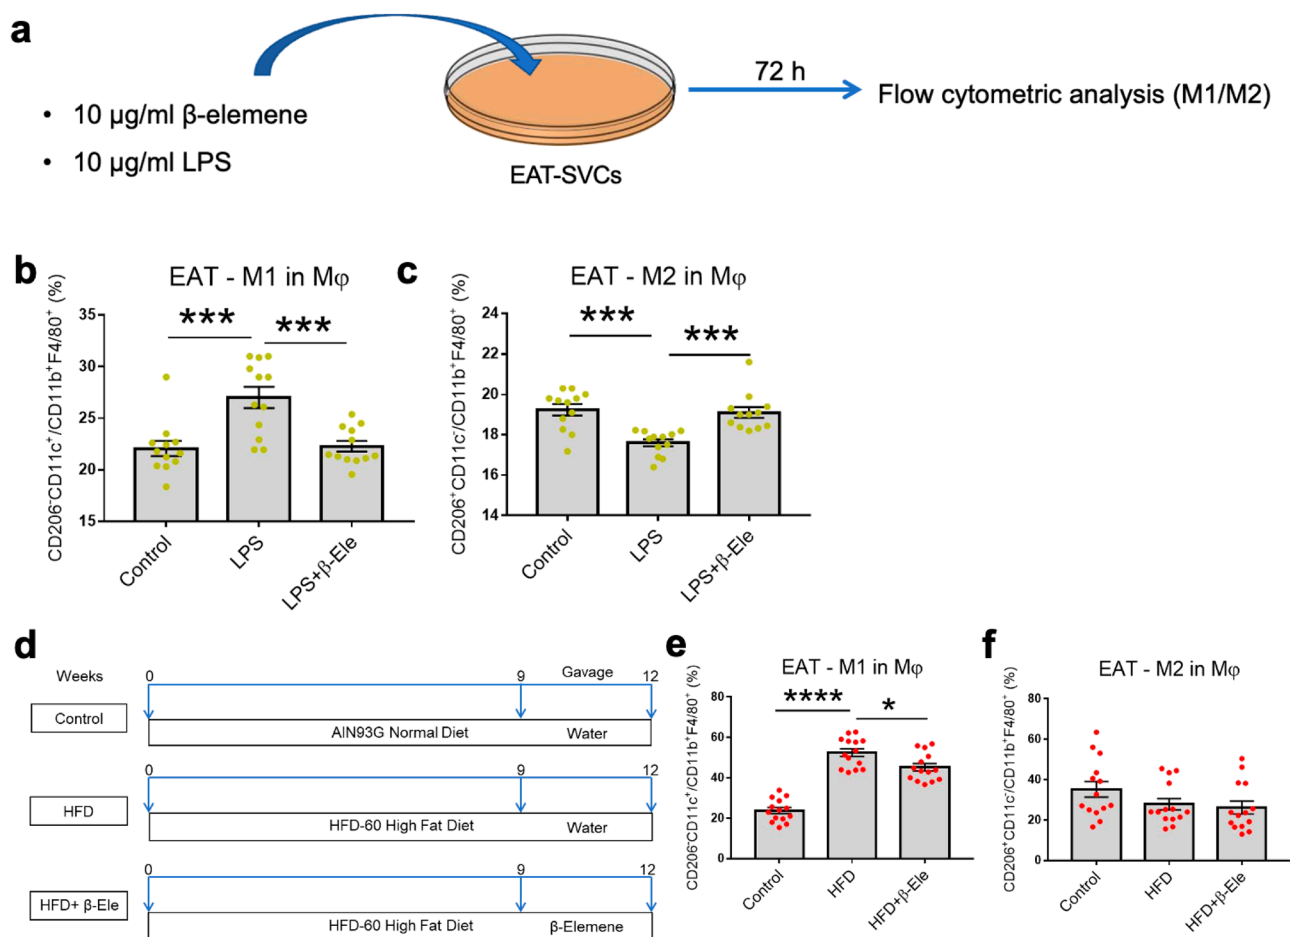 a
• 10 µg/ml β-elemene
• 10 µg/ml LPS
EAT-SVCs
72 h
Flow cytometric analysis (M1/M2)
b
EAT - M1 in Mφ
CD206⁻CD11c⁺/CD11b⁺F4/80⁺ (%)
35
30
25
20
15
***
***
Control
LPS
LPS+β-Ele
c
EAT - M2 in Mφ
CD206⁺CD11c⁻/CD11b⁺F4/80⁺ (%)
24
22
20
18
16
14
***
***
Control
LPS
LPS+β-Ele
d
Weeks
0
9
Gavage
12
Control
AIN93G Normal Diet
Water
0
9
12
HFD
HFD-60 High Fat Diet
Water
0
9
12
HFD+ β-Ele
HFD-60 High Fat Diet
β-Elemene
e
EAT - M1 in Mφ
CD206⁻CD11c⁺/CD11b⁺F4/80⁺ (%)
80
60
40
20
0
****
*
Control
HFD
HFD+β-Ele
f
EAT - M2 in Mφ
CD206⁺CD11c⁻/CD11b⁺F4/80⁺ (%)
80
60
40
20
0
Control
HFD
HFD+β-Ele